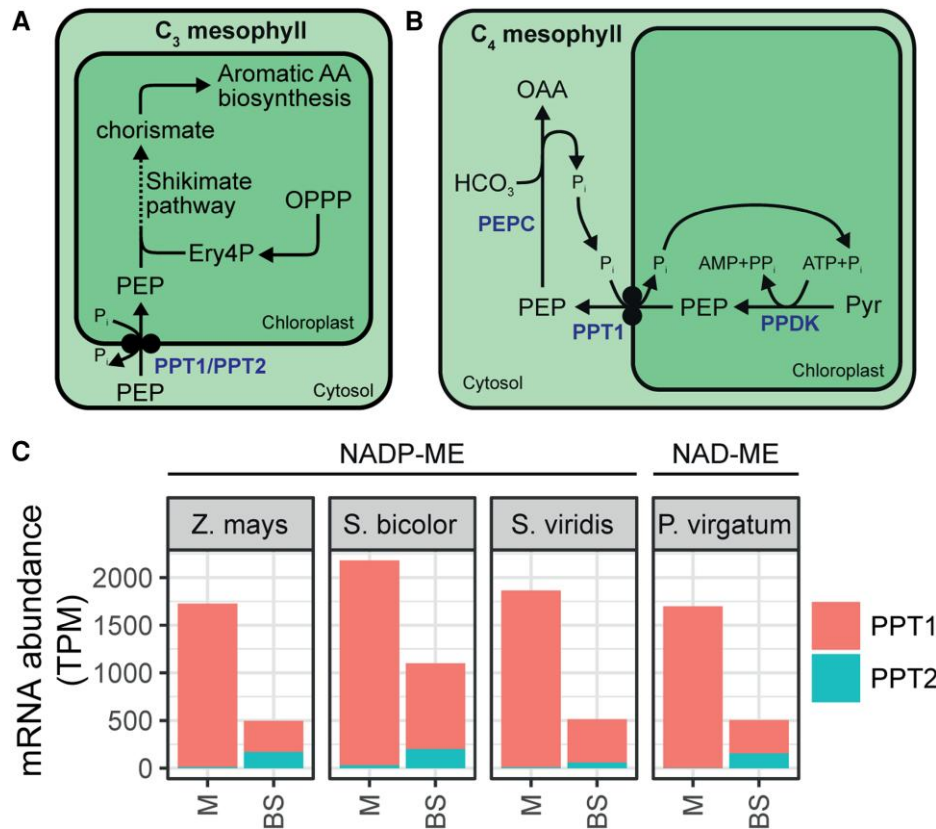 A
C3 mesophyll
Aromatic AA
biosynthesis
chorismate
Shikimate
pathway
OPPP
Ery4P
PEP
Pi
Chloroplast
Pi
PPT1/PPT2
PEP
Cytosol
B
C4 mesophyll
OAA
HCO3
Pi
PEPC
Pi
Pi
AMP+PPi
ATP+Pi
PEP
PEP
Pyr
PPT1
PPDK
Chloroplast
Cytosol
C
NADP-ME
NAD-ME
Z. mays
S. bicolor
S. viridis
P. virgatum
mRNA abundance
(TPM)
2000
1500
1000
500
0
PPT1
PPT2
M
BS
M
BS
M
BS
M
BS